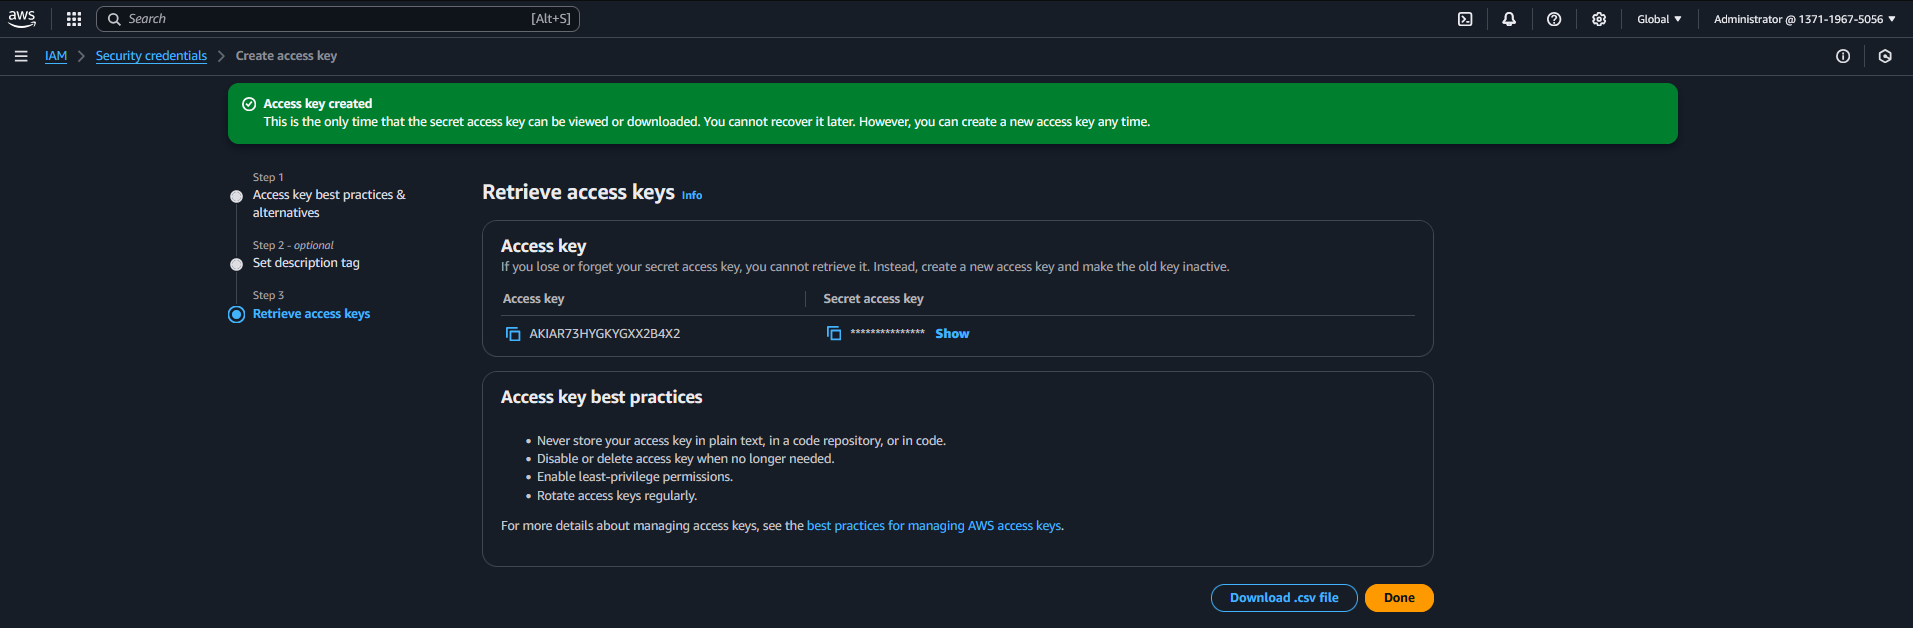 aws
Search [Alt+S]
Global
Administrator @ 1371-1967-5056
IAM
Security credentials
Create access key
Access key created
This is the only time that the secret access key can be viewed or downloaded. You cannot recover it later. However, you can create a new access key any time.
Step 1
Access key best practices &
alternatives
Step 2 - optional
Set description tag
Step 3
Retrieve access keys
Retrieve access keys Info
Access key
If you lose or forget your secret access key, you cannot retrieve it. Instead, create a new access key and make the old key inactive.
Access key Secret access key
AKIAR73HYGKYGXX2B4X2 *************** Show
Access key best practices
• Never store your access key in plain text, in a code repository, or in code.
• Disable or delete access key when no longer needed.
• Enable least-privilege permissions.
• Rotate access keys regularly.
For more details about managing access keys, see the best practices for managing AWS access keys.
Download .csv file
Done